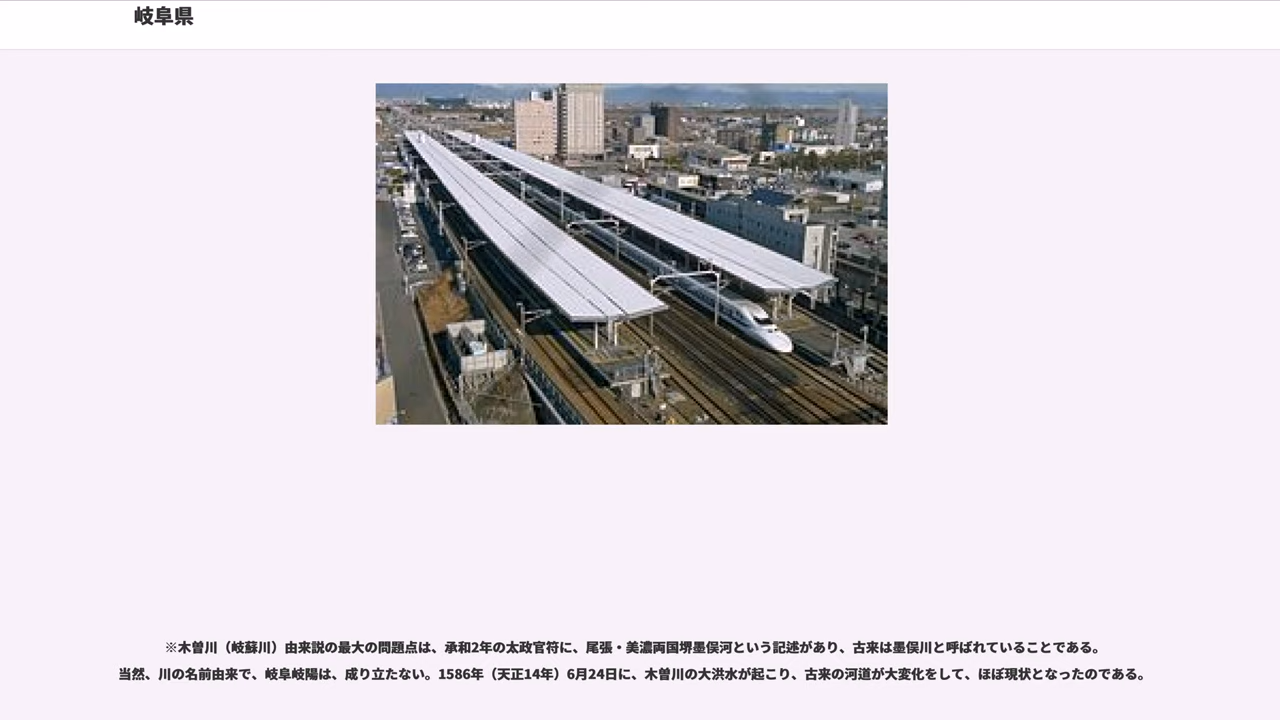 岐阜県
※木曽川（岐蘇川）由来説の最大の問題点は、承和2年の太政官符に、尾張・美濃両国堺墨俣河という記述があり、古来は墨俣川と呼ばれていることである。
当然、川の名前由来で、岐阜岐陽は、成り立たない。1586年（天正14年）6月24日に、木曽川の大洪水が起こり、古来の河道が大変化をして、ほぼ現状となったのである。